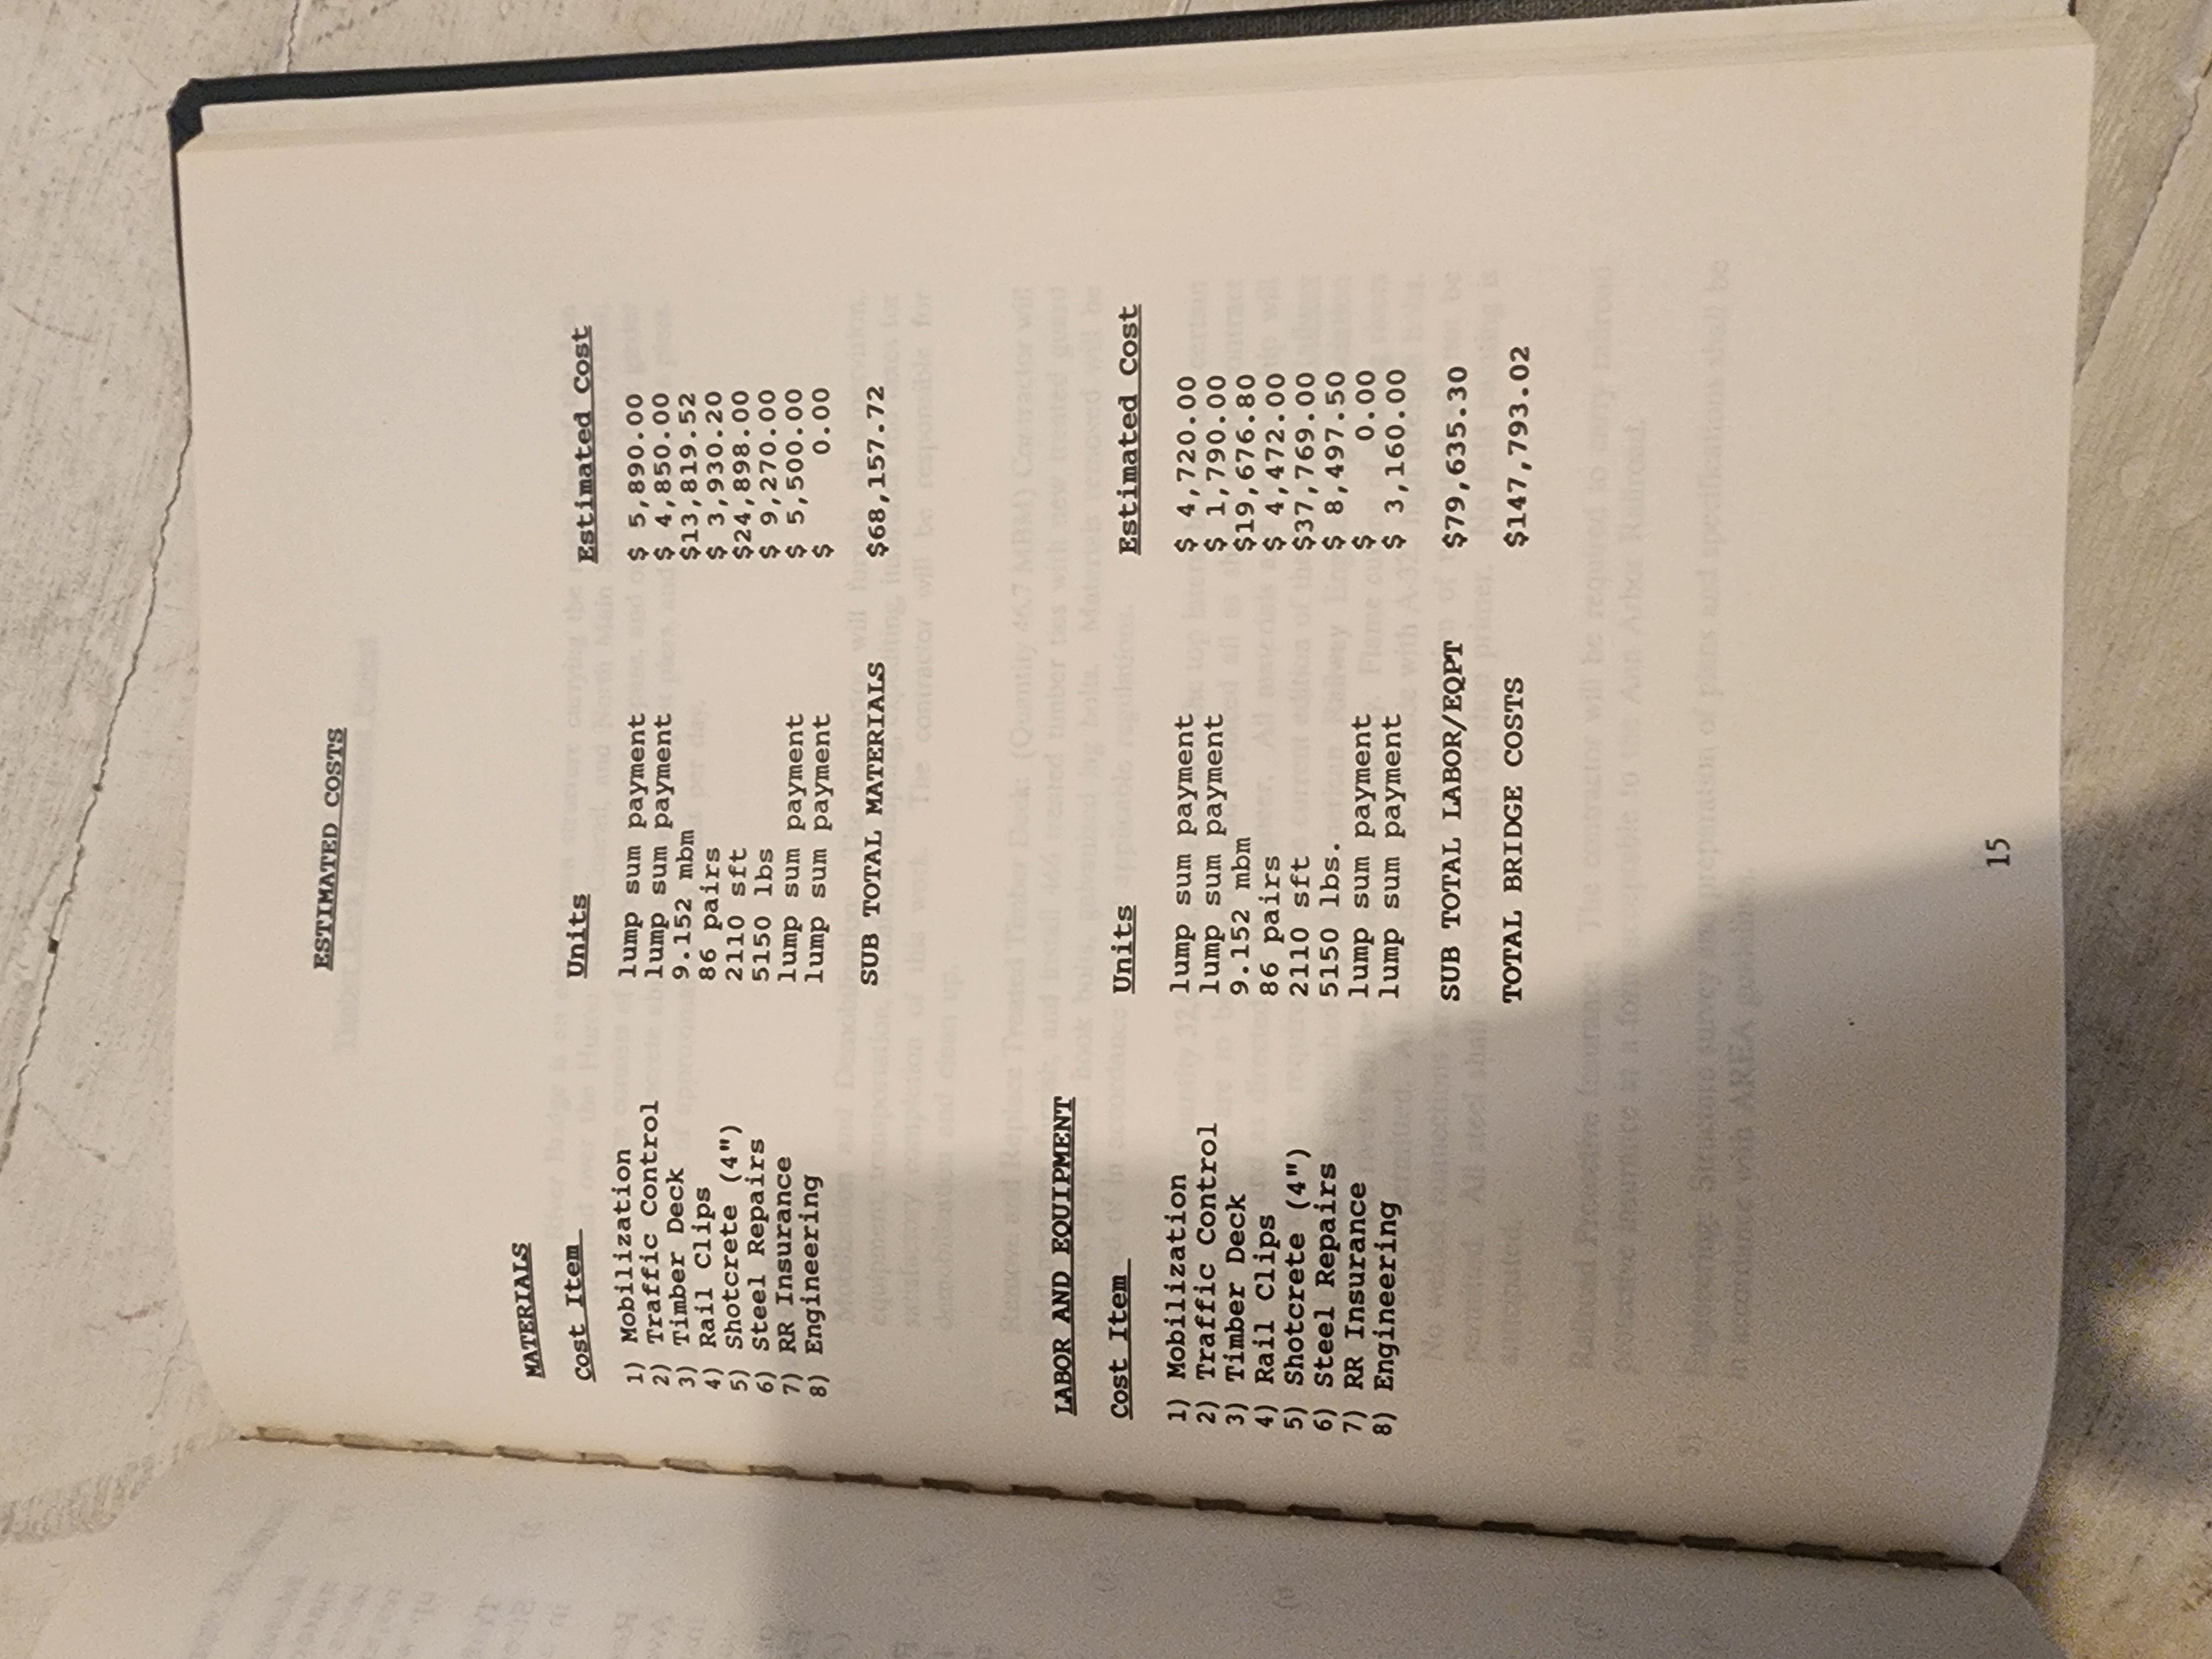 ESTIMATED COSTS
MATERIALS
Cost Item Units Estimated Cost
1) Mobilization lump sum payment $ 5,890.00
2) Traffic Control lump sum payment $ 4,850.00
3) Timber Deck 9.152 mbm $13,819.52
4) Rail Clips 86 pairs $ 3,930.20
5) Shotcrete (4") 2110 sft $24,898.00
6) Steel Repairs 5150 lbs $ 9,270.00
7) RR Insurance lump sum payment $ 5,500.00
8) Engineering lump sum payment $ 0.00
SUB TOTAL MATERIALS $68,157.72
LABOR AND EQUIPMENT
Cost Item Units Estimated Cost
1) Mobilization lump sum payment $ 4,720.00
2) Traffic Control lump sum payment $ 1,790.00
3) Timber Deck 9.152 mbm $19,676.80
4) Rail Clips 86 pairs $ 4,472.00
5) Shotcrete (4") 2110 sft $37,769.00
6) Steel Repairs 5150 lbs. $ 8,497.50
7) RR Insurance lump sum payment $ 0.00
8) Engineering lump sum payment $ 3,160.00
SUB TOTAL LABOR/EQPT $79,635.30
TOTAL BRIDGE COSTS $147,793.02
15